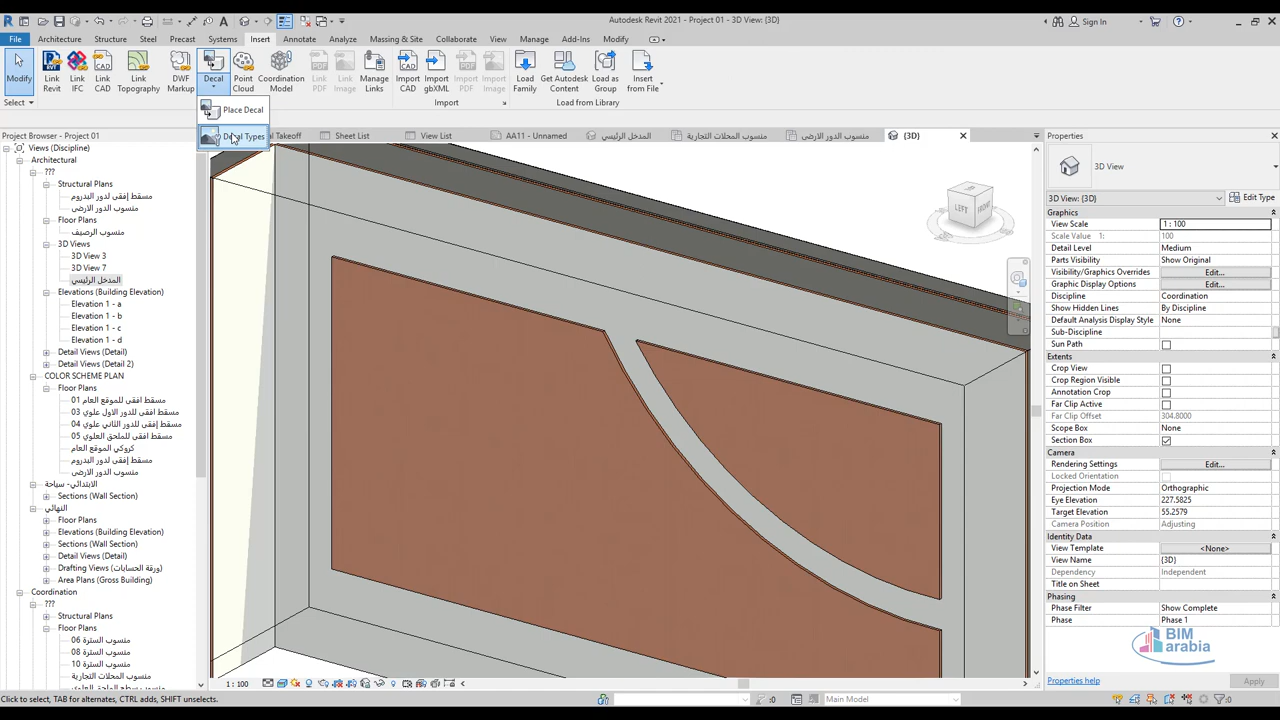 Autodesk Revit 2021 - Project 01 - 3D View: {3D}
Sign In
File Architecture Structure Steel Precast Systems Insert Annotate Analyze Massing & Site Collaborate View Manage Add-Ins Modify
Modify
Link Revit
Link IFC
Link CAD
Link Topography
DWF Markup
Decal
Point Cloud
Coordination Model
Link PDF
Link Image
Manage Links
Import CAD
Import gbXML
Import PDF
Import Image
Load Family
Get Autodesk Content
Load as Group
Insert from File
Select
Import
Load from Library
Place Decal
Decal Types
Project Browser - Project 01
Takeoff
Sheet List
View List
AA11 - Unnamed
المدخل الرئيسي
منسوب المحلات التجارية
منسوب الدور الارضى
{3D}
Properties
Views (Discipline)
Architectural
???
Structural Plans
مسقط إفقى لدور البدروم
منسوب الدور الارضى
Floor Plans
منسوب الرصيف
3D Views
3D View 3
3D View 7
المدخل الرئيسي
Elevations (Building Elevation)
Elevation 1 - a
Elevation 1 - b
Elevation 1 - c
Elevation 1 - d
Detail Views (Detail)
Detail Views (Detail 2)
COLOR SCHEME PLAN
Floor Plans
مسقط افقى للموقع العام 01
مسقط افقى للدور الاول علوي 03
مسقط إفقى للدور الثاني علوي 04
مسقط افقى للملحق العلوي 05
كروكي الموقع العام
مسقط إفقى لدور البدروم
منسوب الدور الارضى
الابتدائي- سياحة
Sections (Wall Section)
النهائي
Floor Plans
Elevations (Building Elevation)
Sections (Wall Section)
Detail Views (Detail)
Drafting Views (ورقة الحسابات)
Area Plans (Gross Building)
Coordination
???
Structural Plans
Floor Plans
منسوب السترة 06
منسوب السترة 08
منسوب السترة 10
منسوب المحلات التجارية
LEFT
FRONT
3D View
3D View: {3D}
Edit Type
Graphics
View Scale 1 : 100
Scale Value 1: 100
Detail Level Medium
Parts Visibility Show Original
Visibility/Graphics Overrides Edit...
Graphic Display Options Edit...
Discipline Coordination
Show Hidden Lines By Discipline
Default Analysis Display Style None
Sub-Discipline
Sun Path
Extents
Crop View
Crop Region Visible
Annotation Crop
Far Clip Active
Far Clip Offset 304.8000
Scope Box None
Section Box
Camera
Rendering Settings Edit...
Locked Orientation
Projection Mode Orthographic
Eye Elevation 227.5825
Target Elevation 55.2579
Camera Position Adjusting
Identity Data
View Template <None>
View Name {3D}
Dependency Independent
Title on Sheet
Phasing
Phase Filter Show Complete
Phase Phase 1
BIM
arabia
Properties help
Apply
1 : 100
Click to select, TAB for alternates, CTRL adds, SHIFT unselects.
:0
Main Model
:0